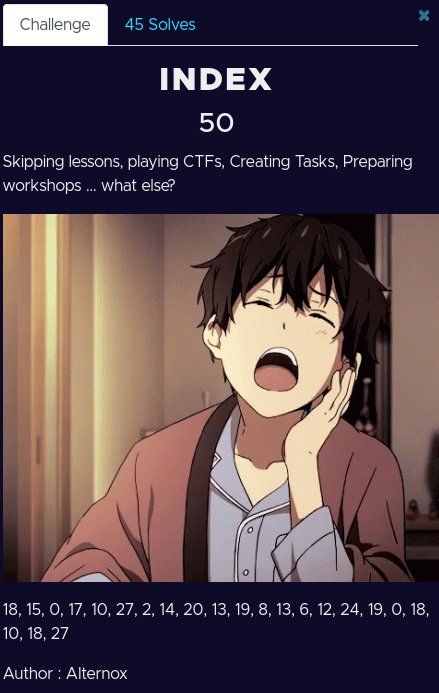 Challenge
45 Solves
INDEX
50
Skipping lessons, playing CTFs, Creating Tasks, Preparing
workshops ... what else?
18, 15, 0, 17, 10, 27, 2, 14, 20, 13, 19, 8, 13, 6, 12, 24, 19, 0, 18,
10, 18, 27
Author : Alternox